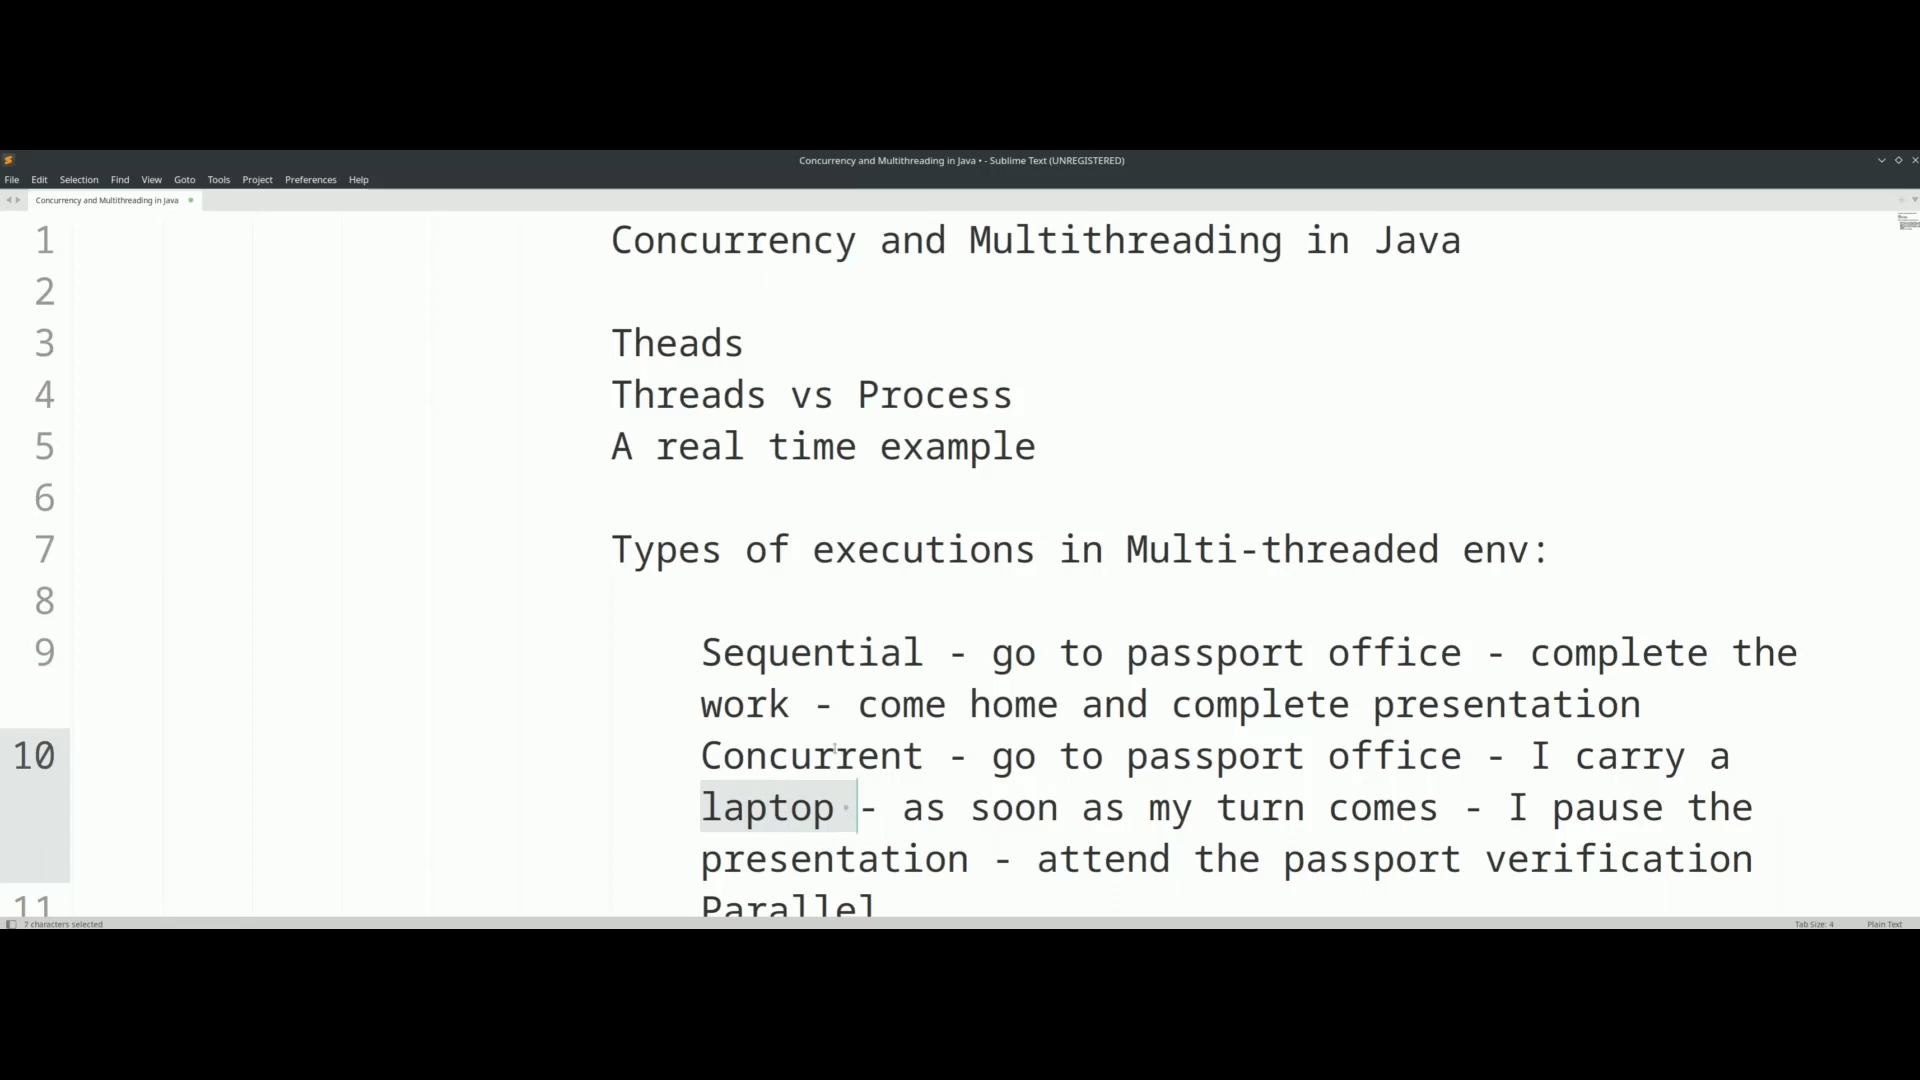 Concurrency and Multithreading in Java • - Sublime Text (UNREGISTERED)
File Edit Selection Find View Goto Tools Project Preferences Help
Concurrency and Multithreading in Java
1 Concurrency and Multithreading in Java
2
3 Theads
4 Threads vs Process
5 A real time example
6
7 Types of executions in Multi-threaded env:
8
9 Sequential - go to passport office - complete the
work - come home and complete presentation
10 Concurrent - go to passport office - I carry a
laptop - as soon as my turn comes - I pause the
presentation - attend the passport verification
11 Parallel
7 characters selected Tab Size: 4 Plain Text